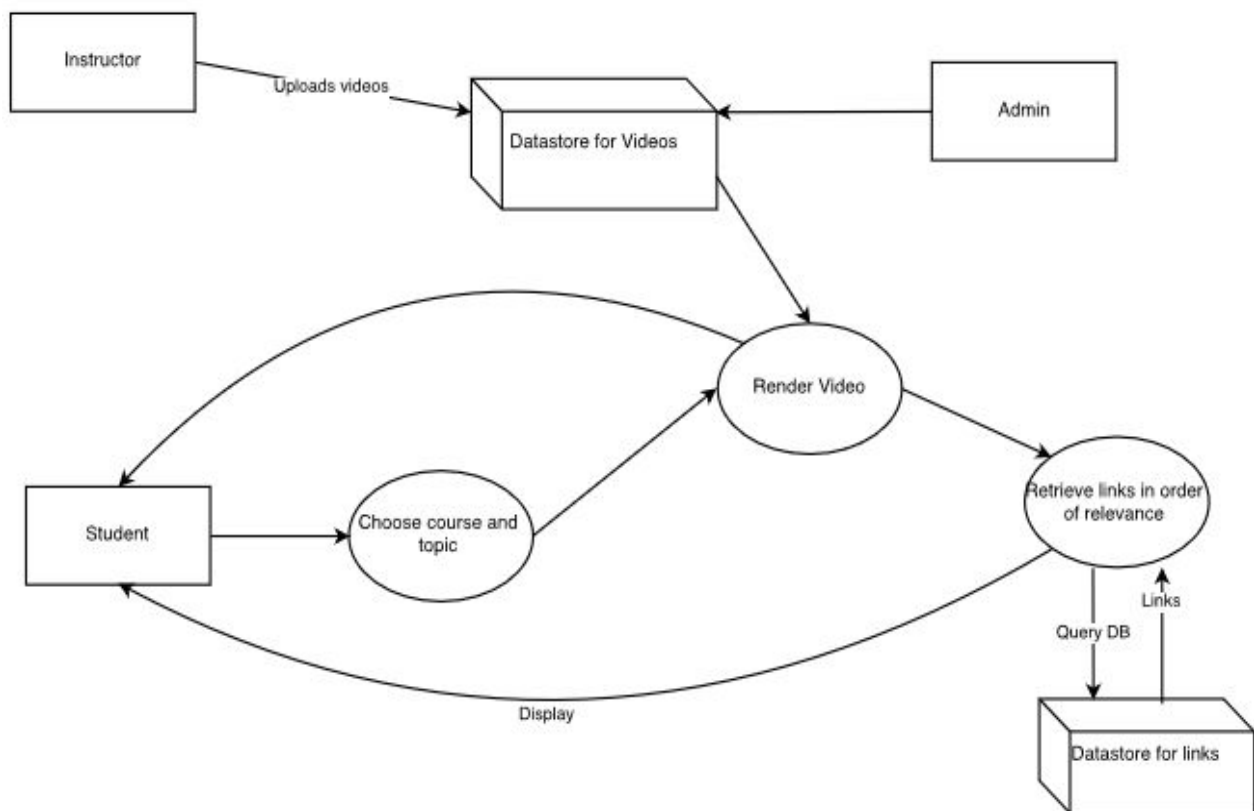 Instructor
Uploads videos
Datastore for Videos
Admin
Render Video
Student
Choose course and
topic
Retrieve links in order
of relevance
Links
Query DB
Display
Datastore for links